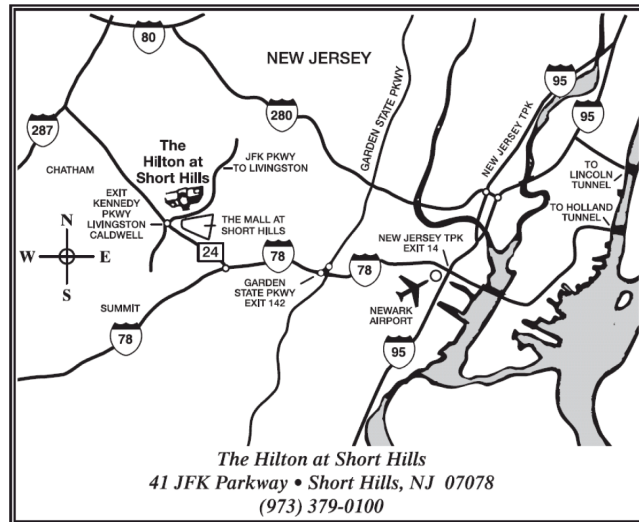 80
NEW JERSEY
95
95
287
280
GARDEN STATE PKWY
NEW JERSEY TPK
The
Hilton at
Short Hills
JFK PKWY
TO LIVINGSTON
CHATHAM
EXIT
KENNEDY
PKWY
LIVINGSTON
CALDWELL
TO
LINCOLN
TUNNEL
TO HOLLAND
TUNNEL
THE MALL AT
SHORT HILLS
N
W
E
S
24
78
78
NEW JERSEY TPK
EXIT 14
GARDEN
STATE PKWY
EXIT 142
NEWARK
AIRPORT
SUMMIT
78
95
The Hilton at Short Hills
41 JFK Parkway • Short Hills, NJ 07078
(973) 379-0100